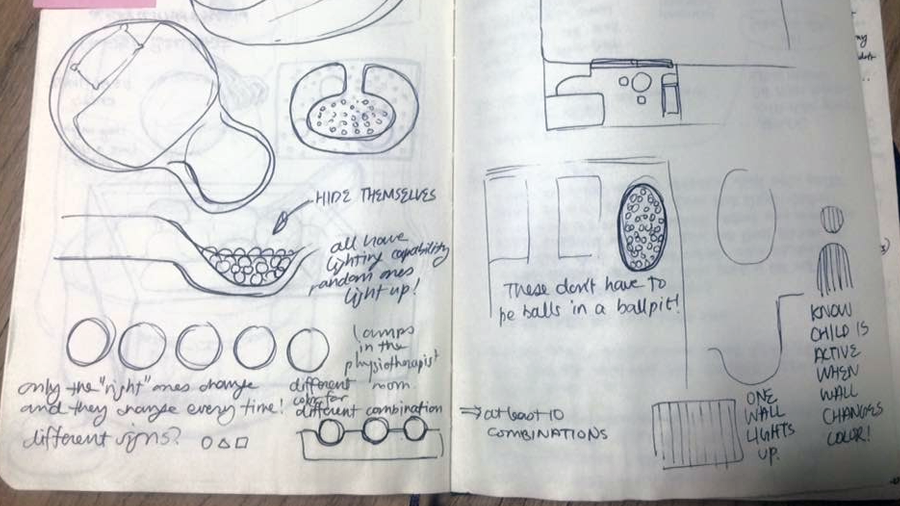 HIDE THEMSELVES
all have
lighting capability
random ones
light up!
lamps
in the
physiotherapist
room
only the "right" ones change
and they change every time!
different
color for
different combination
different signs?
These don't have to
be balls in a ballpit!
⇒ at least 10
COMBINATIONS
ONE
WALL
LIGHTS
UP.
KNOW
CHILD IS
ACTIVE
WHEN
WALL
CHANGES
COLOR!